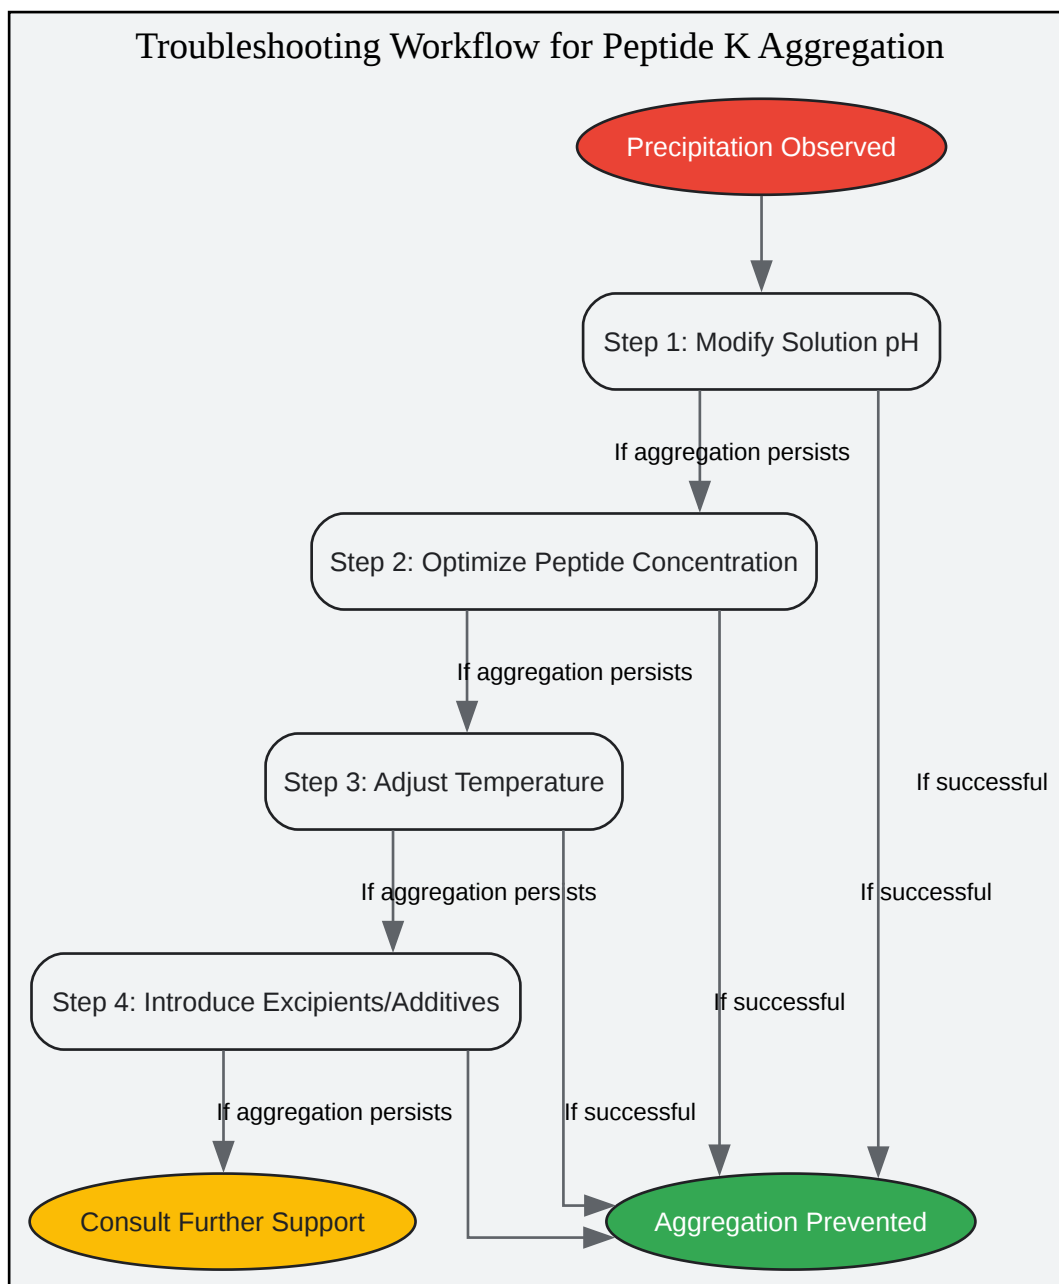 Troubleshooting Workflow for Peptide K Aggregation
Precipitation Observed
Step 1: Modify Solution pH
If aggregation persists
Step 2: Optimize Peptide Concentration
If aggregation persists
Step 3: Adjust Temperature
If successful
If aggregation persists
If successful
Step 4: Introduce Excipients/Additives
If successful
If aggregation persists
If successful
Consult Further Support
Aggregation Prevented